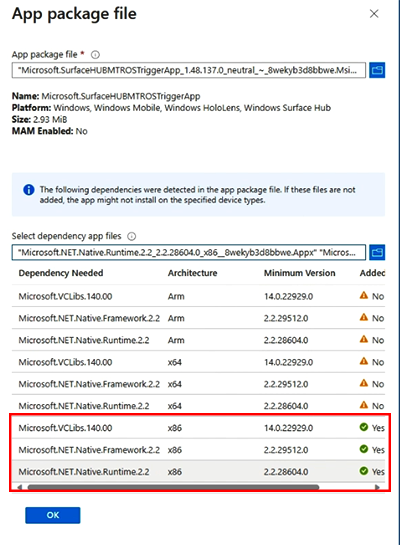 App package file
App package file *
"Microsoft.SurfaceHUBMTROSTriggerApp_1.48.137.0_neutral_~_8wekyb3d8bbwe.Msi...
Name: Microsoft.SurfaceHUBMTROSTriggerApp
Platform: Windows, Windows Mobile, Windows HoloLens, Windows Surface Hub
Size: 2.93 MiB
MAM Enabled: No
The following dependencies were detected in the app package file. If these files are not
added, the app might not install on the specified device types.
Select dependency app files
"Microsoft.NET.Native.Runtime.2.2_2.2.28604.0_x86__8wekyb3d8bbwe.Appx" "Micros...
Dependency Needed Architecture Minimum Version Added
Microsoft.VCLibs.140.00 Arm 14.0.22929.0 No
Microsoft.NET.Native.Framework.2.2 Arm 2.2.29512.0 No
Microsoft.NET.Native.Runtime.2.2 Arm 2.2.28604.0 No
Microsoft.VCLibs.140.00 x64 14.0.22929.0 No
Microsoft.NET.Native.Framework.2.2 x64 2.2.29512.0 No
Microsoft.NET.Native.Runtime.2.2 x64 2.2.28604.0 No
Microsoft.VCLibs.140.00 x86 14.0.22929.0 Yes
Microsoft.NET.Native.Framework.2.2 x86 2.2.29512.0 Yes
Microsoft.NET.Native.Runtime.2.2 x86 2.2.28604.0 Yes
OK